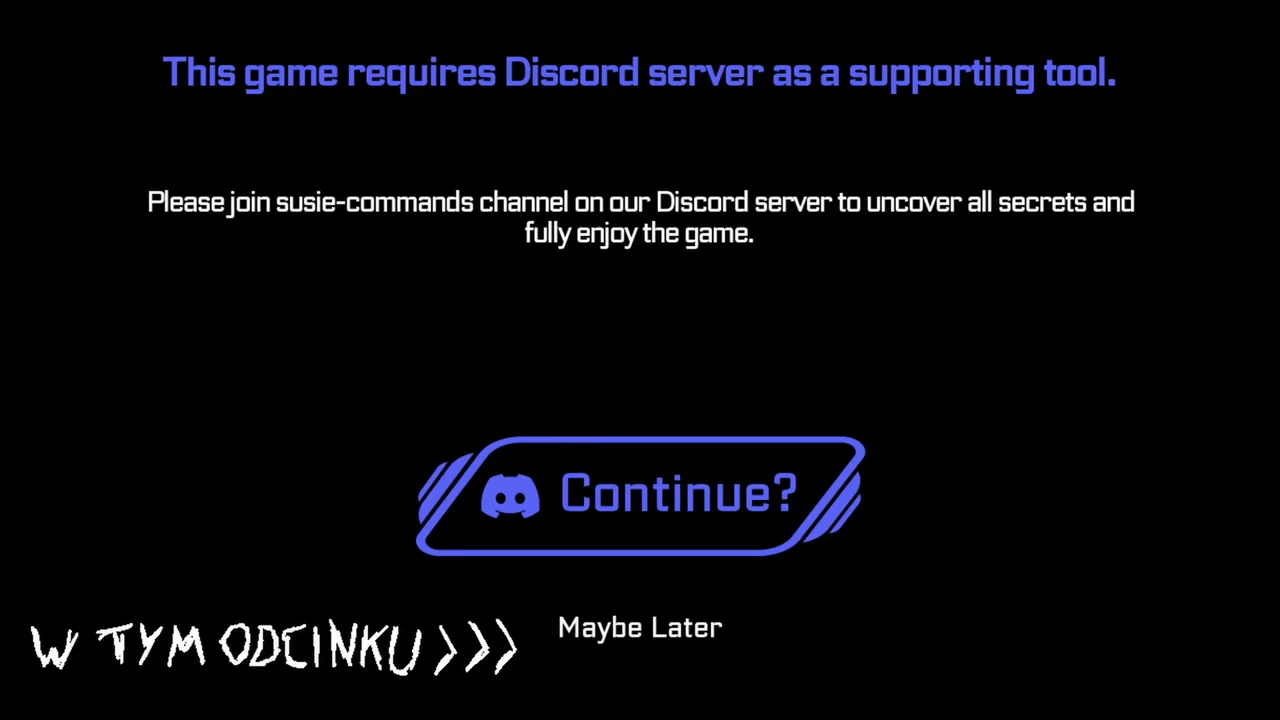 This game requires Discord server as a supporting tool.
Please join susie-commands channel on our Discord server to uncover all secrets and
fully enjoy the game.
Continue?
Maybe Later
W TYM ODCINKU >>>